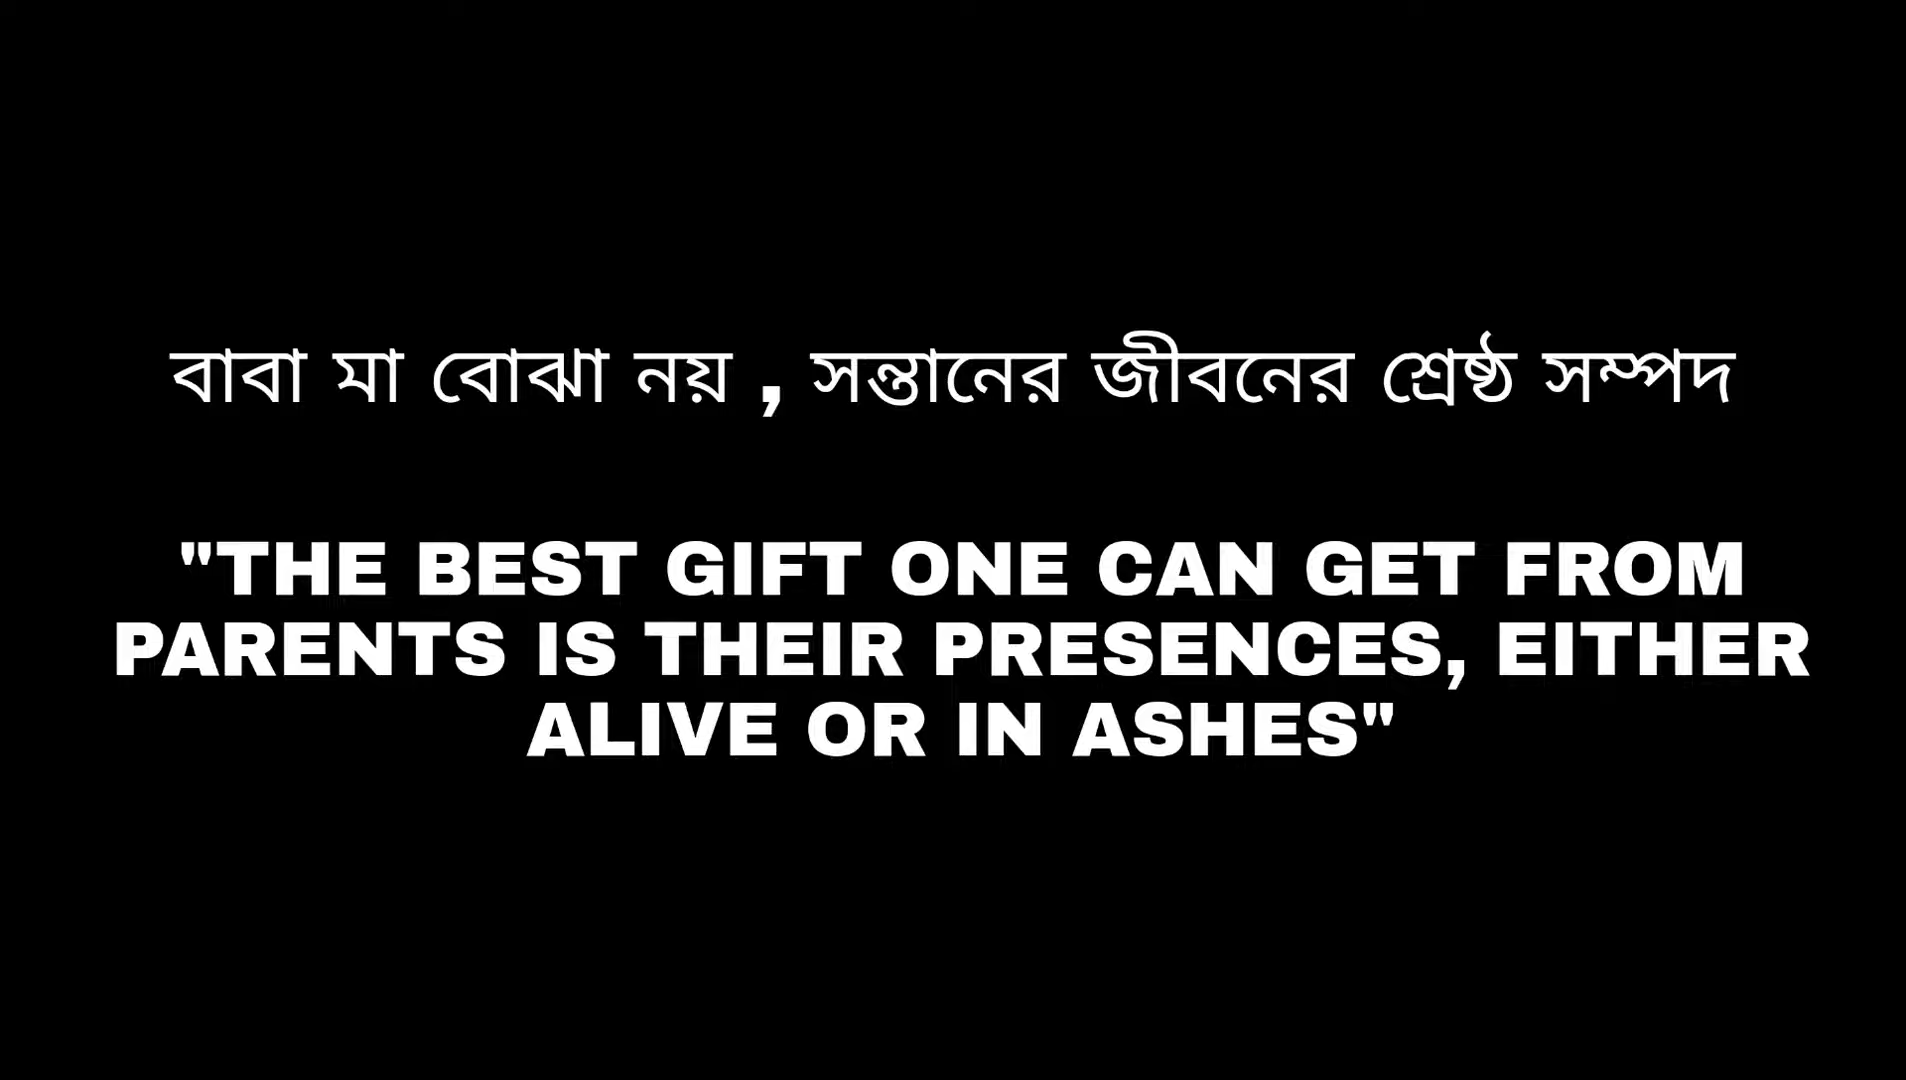 বাবা মা বোঝা নয় , সন্তানের জীবনের শ্রেষ্ঠ সম্পদ
"THE BEST GIFT ONE CAN GET FROM
PARENTS IS THEIR PRESENCES, EITHER
ALIVE OR IN ASHES"